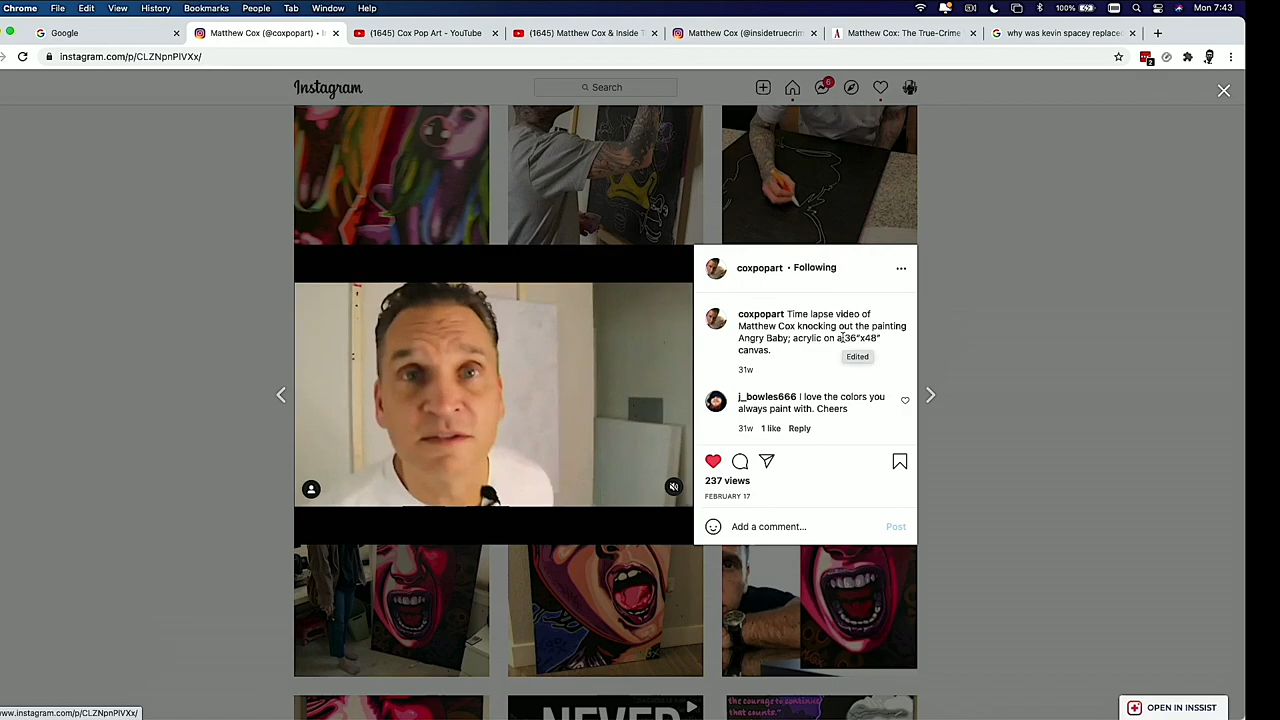 Chrome File Edit View History Bookmarks People Tab Window Help 100% Mon 7:43
Google Matthew Cox (@coxpopart) • I (1645) Cox Pop Art - YouTube (1645) Matthew Cox & Inside T Matthew Cox (@insidetruecrim Matthew Cox: The True-Crime why was kevin spacey replace
instagram.com/p/CLZNpnPIVXx/ 2
Instagram Search 6
coxpopart • Following
coxpopart Time lapse video of
Matthew Cox knocking out the painting
Angry Baby; acrylic on a 36"x48"
canvas.
Edited
31w
j_bowles666 I love the colors you
always paint with. Cheers
31w 1 like Reply
237 views
FEBRUARY 17
Add a comment... Post
NEVER
the courage to continue
that counts."
www.instagram.com/p/CLZNpnPIVXx/
OPEN IN INSSIST